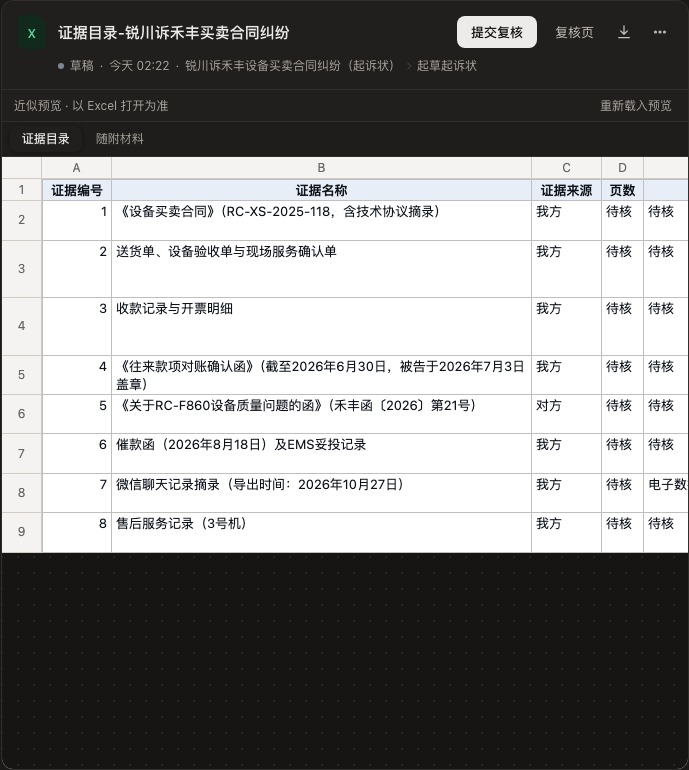 X 证据目录-锐川诉禾丰买卖合同纠纷 提交复核 复核页
草稿 · 今天 02:22 · 锐川诉禾丰设备买卖合同纠纷（起诉状） 起草起诉状
近似预览 · 以 Excel 打开为准 重新载入预览
证据目录 随附材料
A B C D
1 证据编号 证据名称 证据来源 页数
2 1 《设备买卖合同》（RC-XS-2025-118，含技术协议摘录） 我方 待核 待核
3 2 送货单、设备验收单与现场服务确认单 我方 待核 待核
4 3 收款记录与开票明细 我方 待核 待核
5 4 《往来款项对账确认函》（截至2026年6月30日，被告于2026年7月3日 我方 待核 待核
盖章）
6 5 《关于RC-F860设备质量问题的函》（禾丰函〔2026〕第21号） 对方 待核 待核
7 6 催款函（2026年8月18日）及EMS妥投记录 我方 待核 待核
8 7 微信聊天记录摘录（导出时间：2026年10月27日） 我方 待核 电子数
9 8 售后服务记录（3号机） 我方 待核 待核